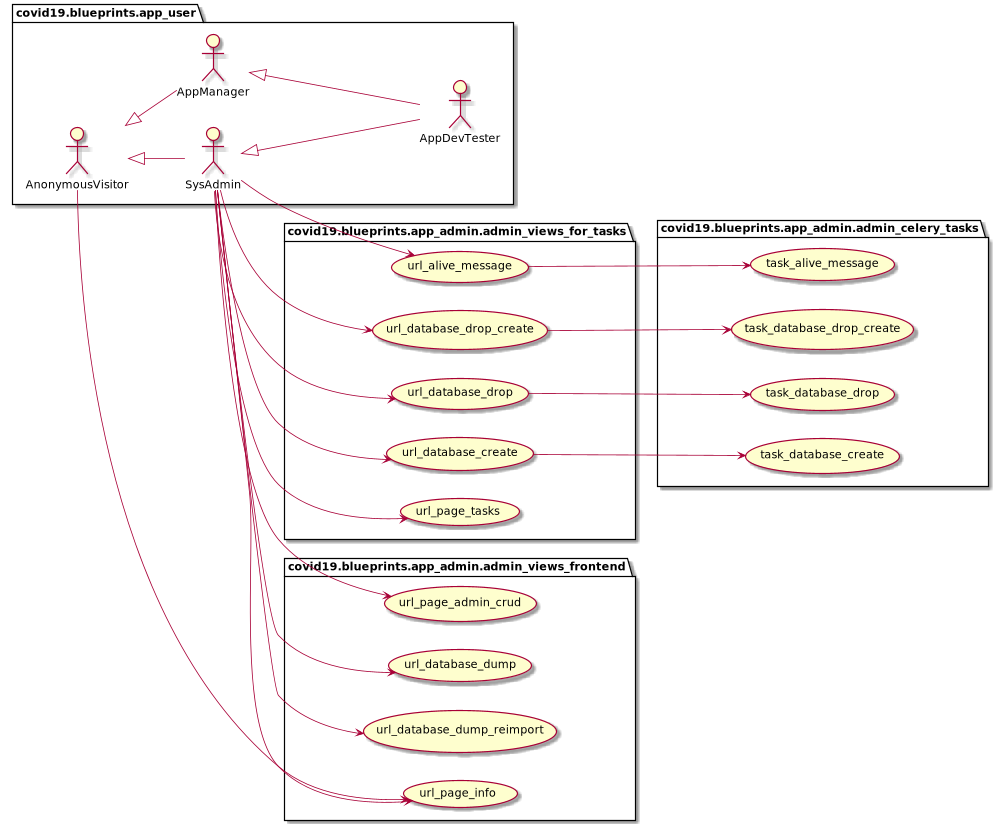 covid19.blueprints.app_user
AppManager
AppDevTester
AnonymousVisitor
SysAdmin
covid19.blueprints.app_admin.admin_views_for_tasks
url_alive_message
url_database_drop_create
url_database_drop
url_database_create
url_page_tasks
covid19.blueprints.app_admin.admin_celery_tasks
task_alive_message
task_database_drop_create
task_database_drop
task_database_create
covid19.blueprints.app_admin.admin_views_frontend
url_page_admin_crud
url_database_dump
url_database_dump_reimport
url_page_info